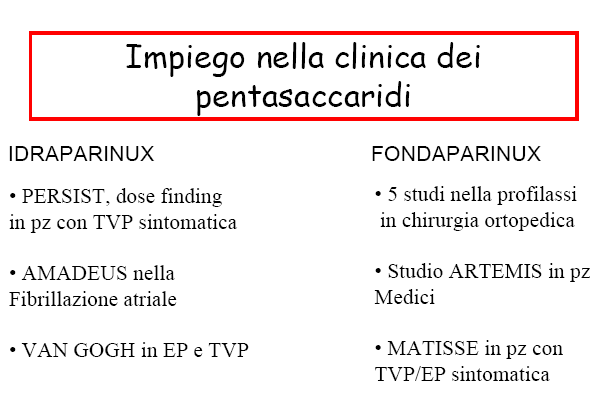 Impiego nella clinica dei
pentasaccaridi
IDRAPARINUX
• PERSIST, dose finding
in pz con TVP sintomatica
• AMADEUS nella
Fibrillazione atriale
• VAN GOGH in EP e TVP
FONDAPARINUX
• 5 studi nella profilassi
in chirurgia ortopedica
• Studio ARTEMIS in pz
Medici
• MATISSE in pz con
TVP/EP sintomatica